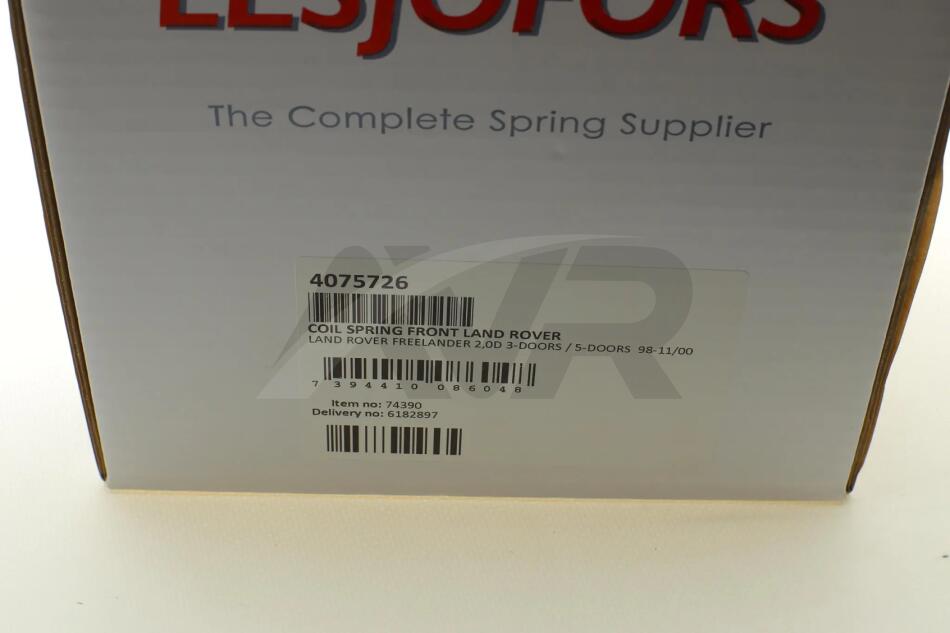 LESJÖFORS
The Complete Spring Supplier
4075726
COIL SPRING FRONT LAND ROVER
LAND ROVER FREELANDER 2,0D 3-DOORS / 5-DOORS 98-11/00
7 394410 086048
Item no: 74390
Delivery no: 6182897